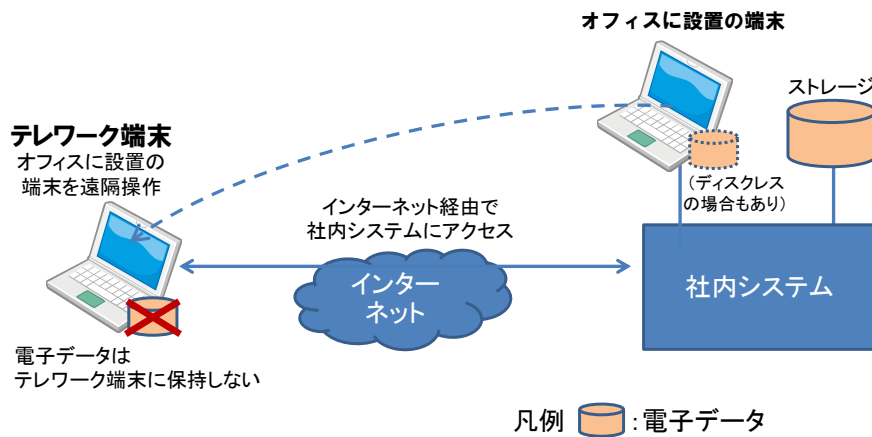 オフィスに設置の端末
ストレージ
テレワーク端末
オフィスに設置の
端末を遠隔操作
(ディスクレス
の場合もあり)
インターネット経由で
社内システムにアクセス
インター
ネット
社内システム
電子データは
テレワーク端末に保持しない
凡例 :電子データ